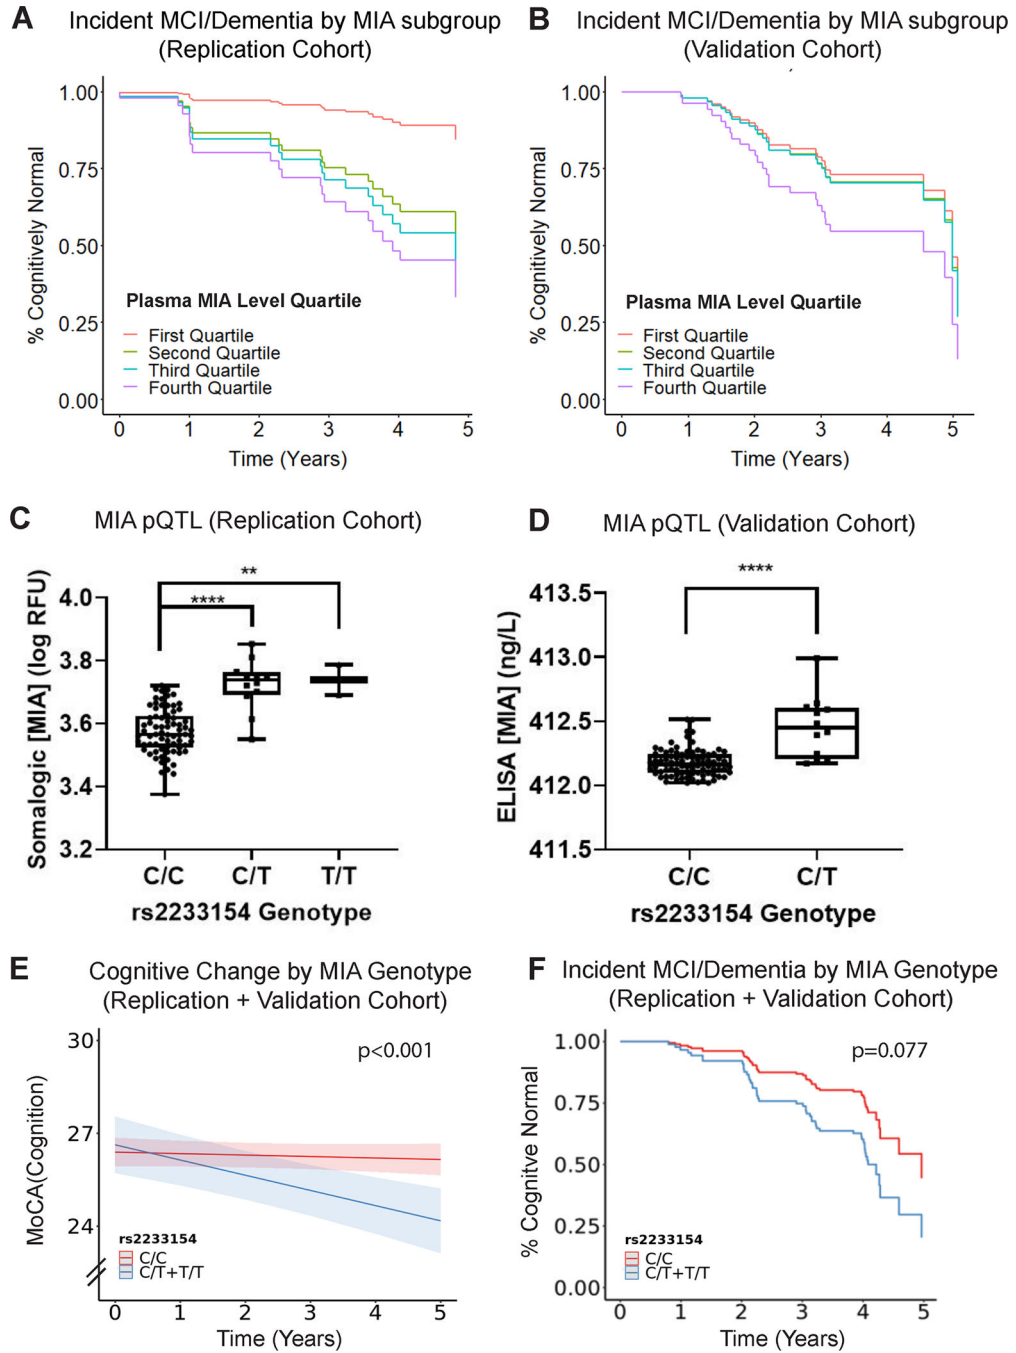 A Incident MCI/Dementia by MIA subgroup
(Replication Cohort)
% Cognitively Normal
1.00
0.75
0.50
0.25
0.00
Plasma MIA Level Quartile
First Quartile
Second Quartile
Third Quartile
Fourth Quartile
0 1 2 3 4 5
Time (Years)
B Incident MCI/Dementia by MIA subgroup
(Validation Cohort)
% Cognitively Normal
1.00
0.75
0.50
0.25
0.00
Plasma MIA Level Quartile
First Quartile
Second Quartile
Third Quartile
Fourth Quartile
0 1 2 3 4 5
Time (Years)
C MIA pQTL (Replication Cohort)
Somalogic [MIA] (log RFU)
4.0
3.8
3.6
3.4
3.2
**
****
C/C C/T T/T
rs2233154 Genotype
D MIA pQTL (Validation Cohort)
ELISA [MIA] (ng/L)
413.5
413.0
412.5
412.0
411.5
****
C/C C/T
rs2233154 Genotype
E Cognitive Change by MIA Genotype
(Replication + Validation Cohort)
MoCA(Cognition)
30
27
24
p<0.001
rs2233154
C/C
C/T+T/T
0 1 2 3 4 5
Time (Years)
F Incident MCI/Dementia by MIA Genotype
(Replication + Validation Cohort)
% Cognitve Normal
1.00
0.75
0.50
0.25
0.00
p=0.077
rs2233154
C/C
C/T+T/T
0 1 2 3 4 5
Time (Years)